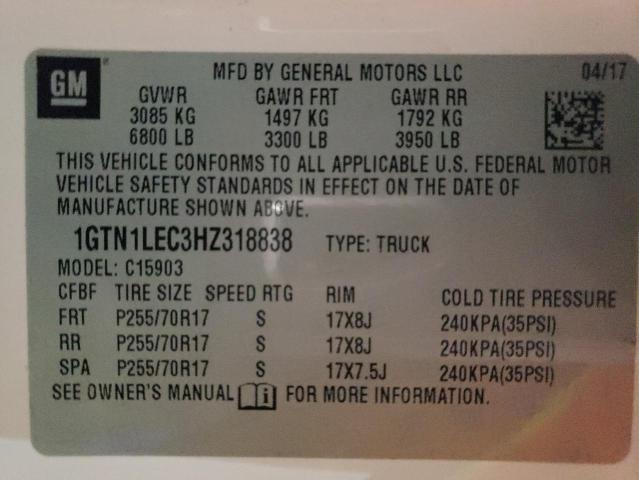 GM MFD BY GENERAL MOTORS LLC 04/17
GVWR GAWR FRT GAWR RR
3085 KG 1497 KG 1792 KG
6800 LB 3300 LB 3950 LB
THIS VEHICLE CONFORMS TO ALL APPLICABLE U.S. FEDERAL MOTOR
VEHICLE SAFETY STANDARDS IN EFFECT ON THE DATE OF
MANUFACTURE SHOWN ABOVE.
1GTN1LEC3HZ318838 TYPE: TRUCK
MODEL: C15903
CFBF TIRE SIZE SPEED RTG RIM COLD TIRE PRESSURE
FRT P255/70R17 S 17X8J 240KPA(35PSI)
RR P255/70R17 S 17X8J 240KPA(35PSI)
SPA P255/70R17 S 17X7.5J 240KPA(35PSI)
SEE OWNER'S MANUAL i FOR MORE INFORMATION.